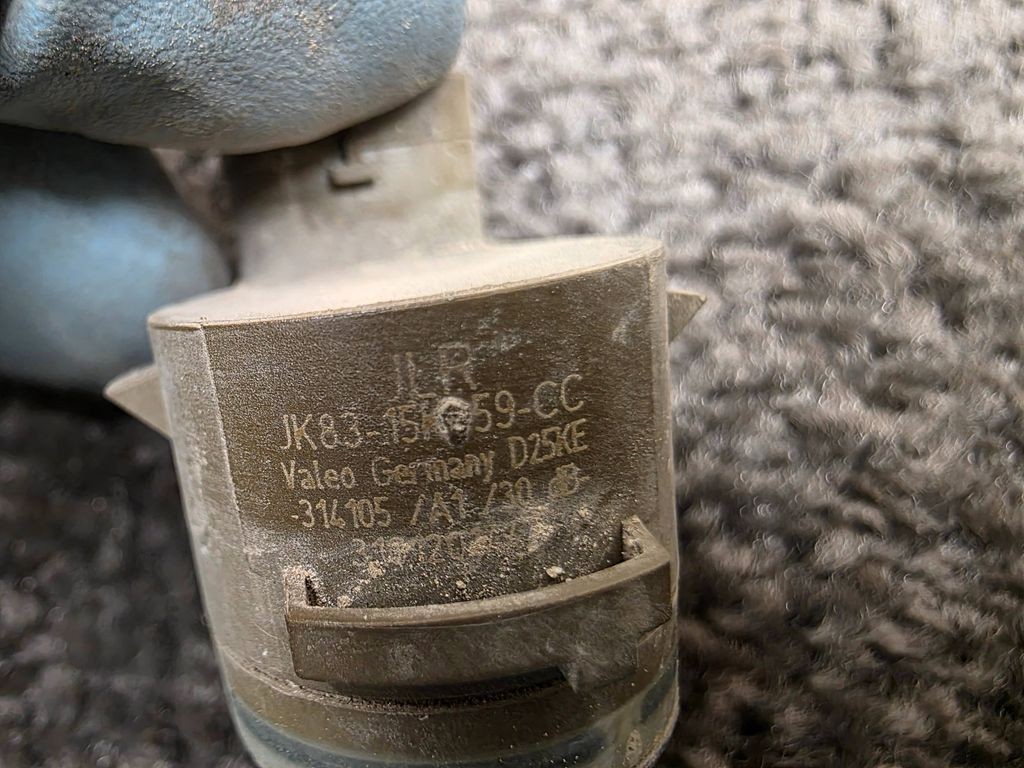 JLR
JK83-15K859-CC
Valeo Germany D25KE
-314105 /A1 /30